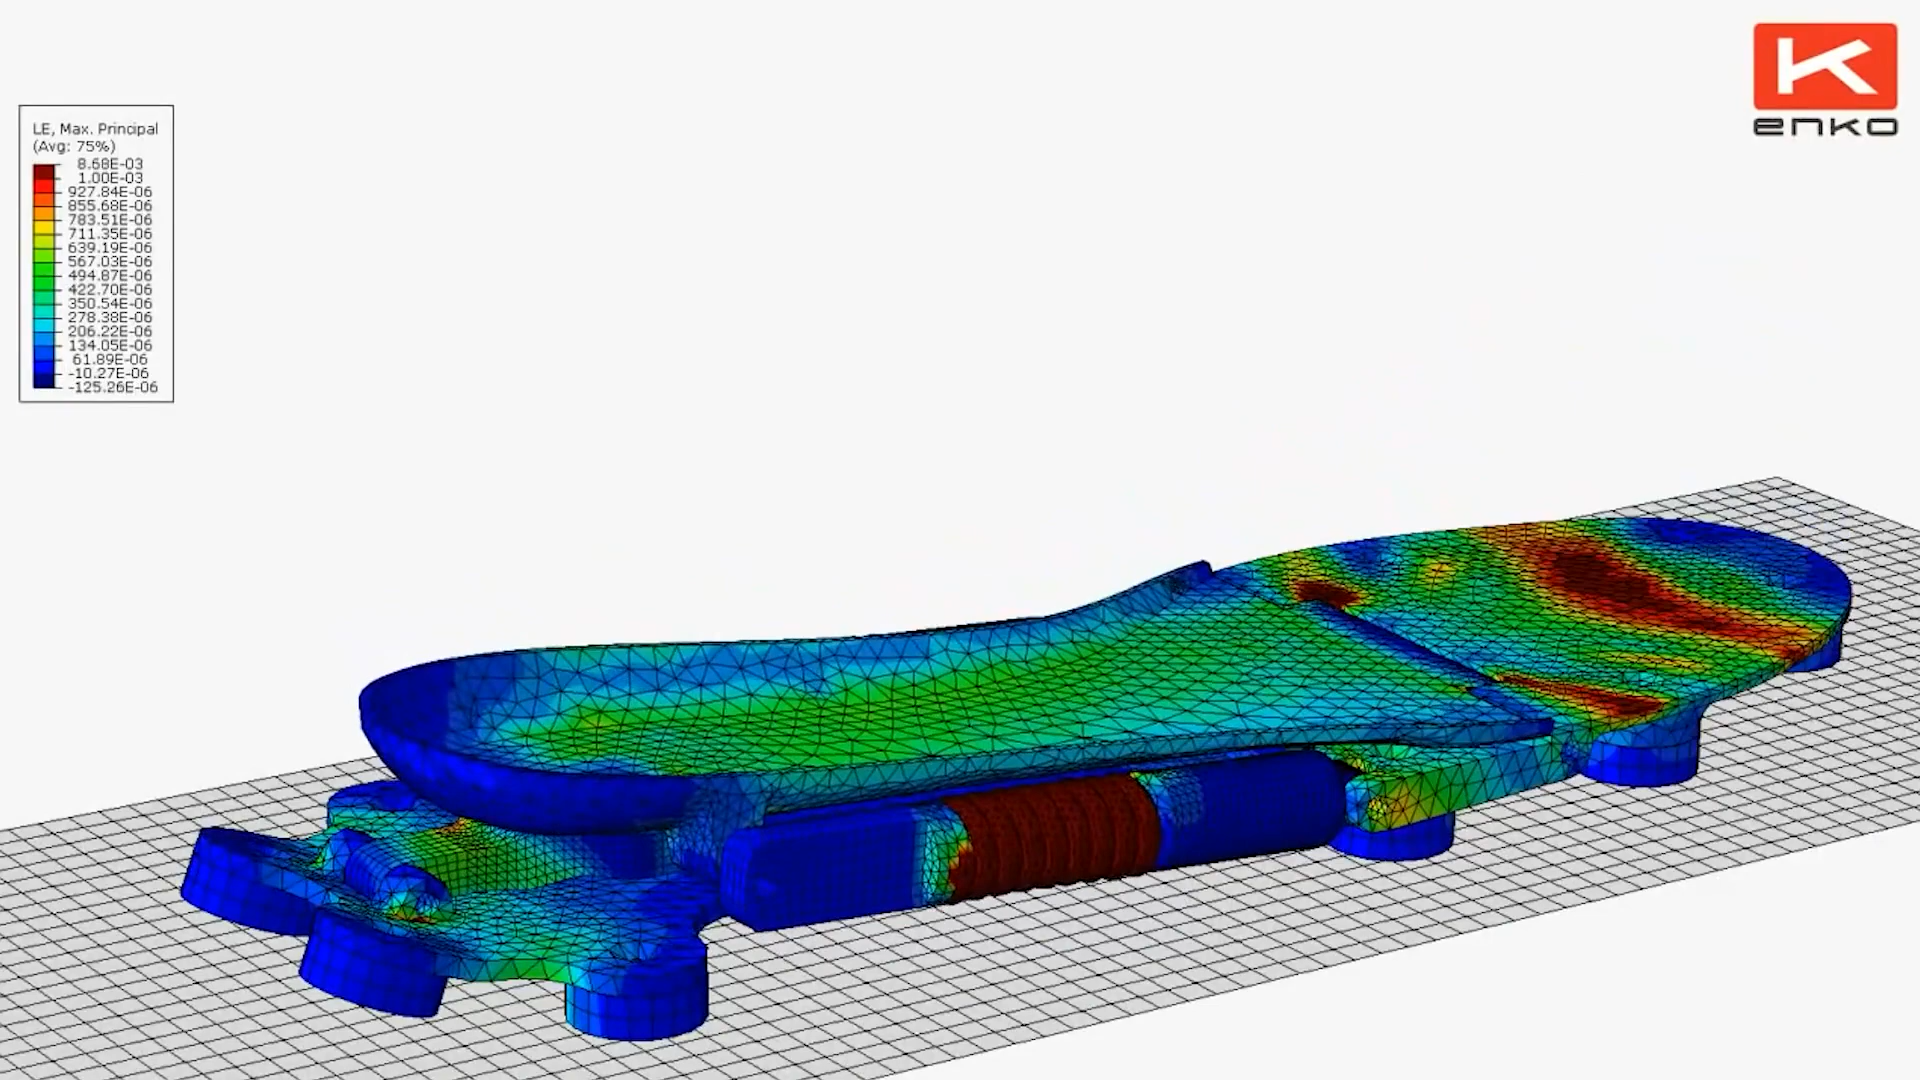 K
enko
LE, Max. Principal
(Avg: 75%)
8.68E-03
1.00E-03
927.84E-06
855.68E-06
783.51E-06
711.35E-06
639.19E-06
567.03E-06
494.87E-06
422.70E-06
350.54E-06
278.38E-06
206.22E-06
134.05E-06
61.89E-06
-10.27E-06
-125.26E-06